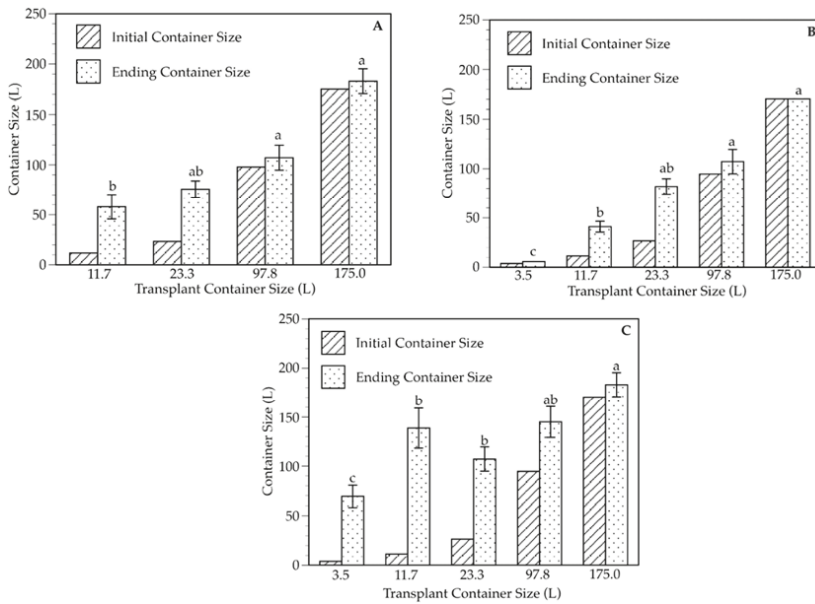 A
Initial Container Size
Ending Container Size
Container Size (L)
250
200
150
100
50
0
b
ab
a
a
11.7 23.3 97.8 175.0
Transplant Container Size (L)
B
Initial Container Size
Ending Container Size
Container Size (L)
250
200
150
100
50
0
c
b
ab
a
a
3.5 11.7 23.3 97.8 175.0
Transplant Container Size (L)
C
Initial Container Size
Ending Container Size
Container Size (L)
250
200
150
100
50
0
c
b
b
ab
a
3.5 11.7 23.3 97.8 175.0
Transplant Container Size (L)